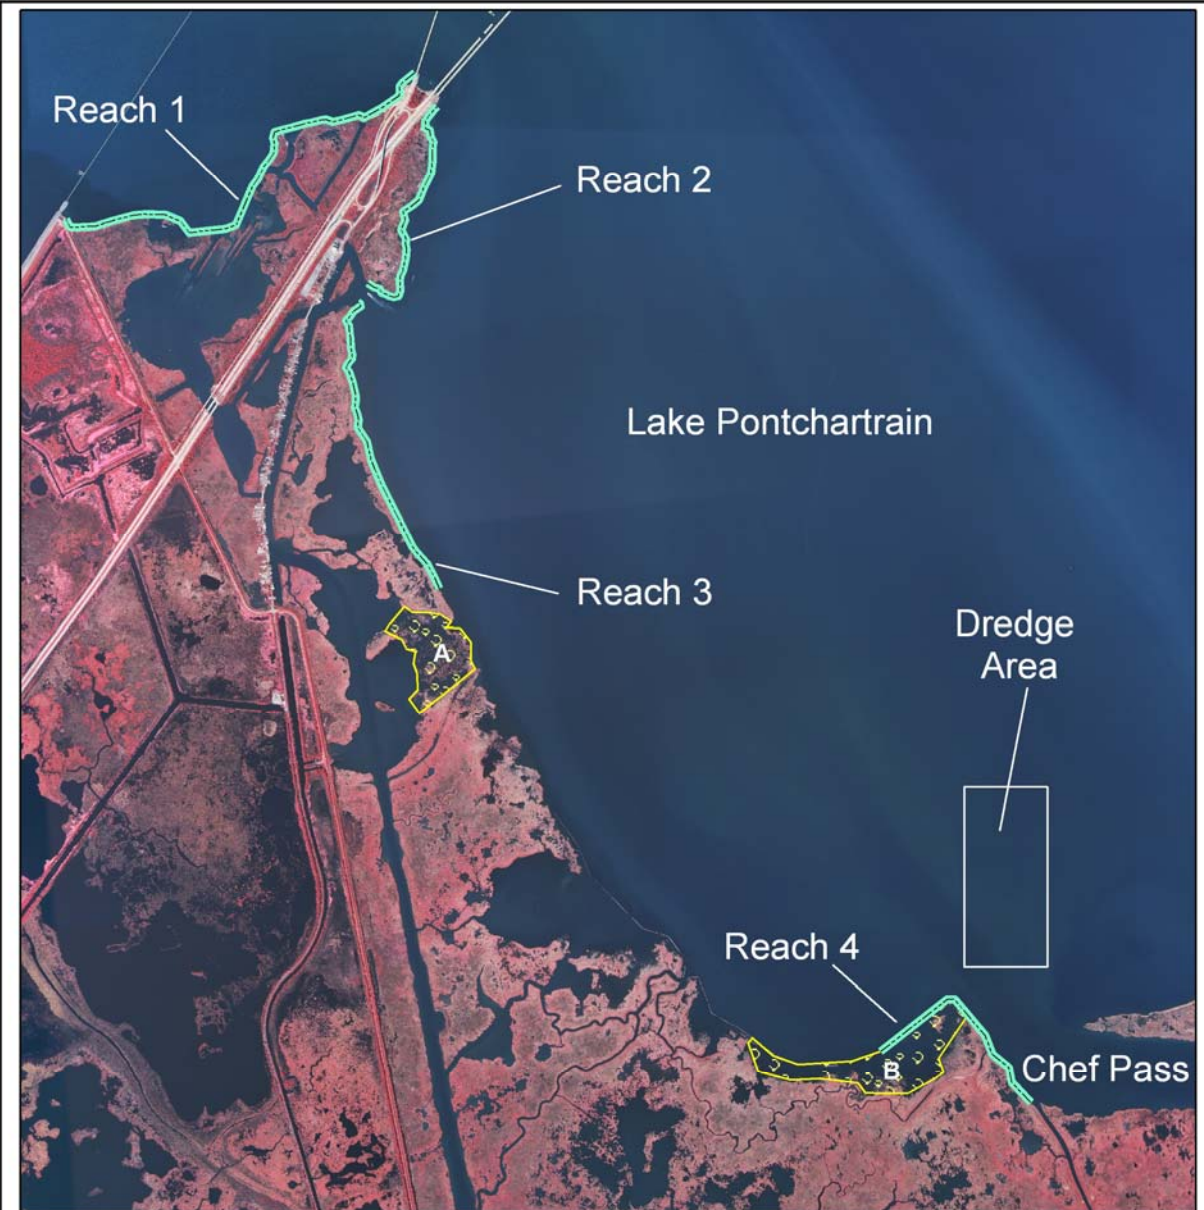 Reach 1
Reach 2
Lake Pontchartrain
Reach 3
A
Dredge
Area
Reach 4
B
Chef Pass